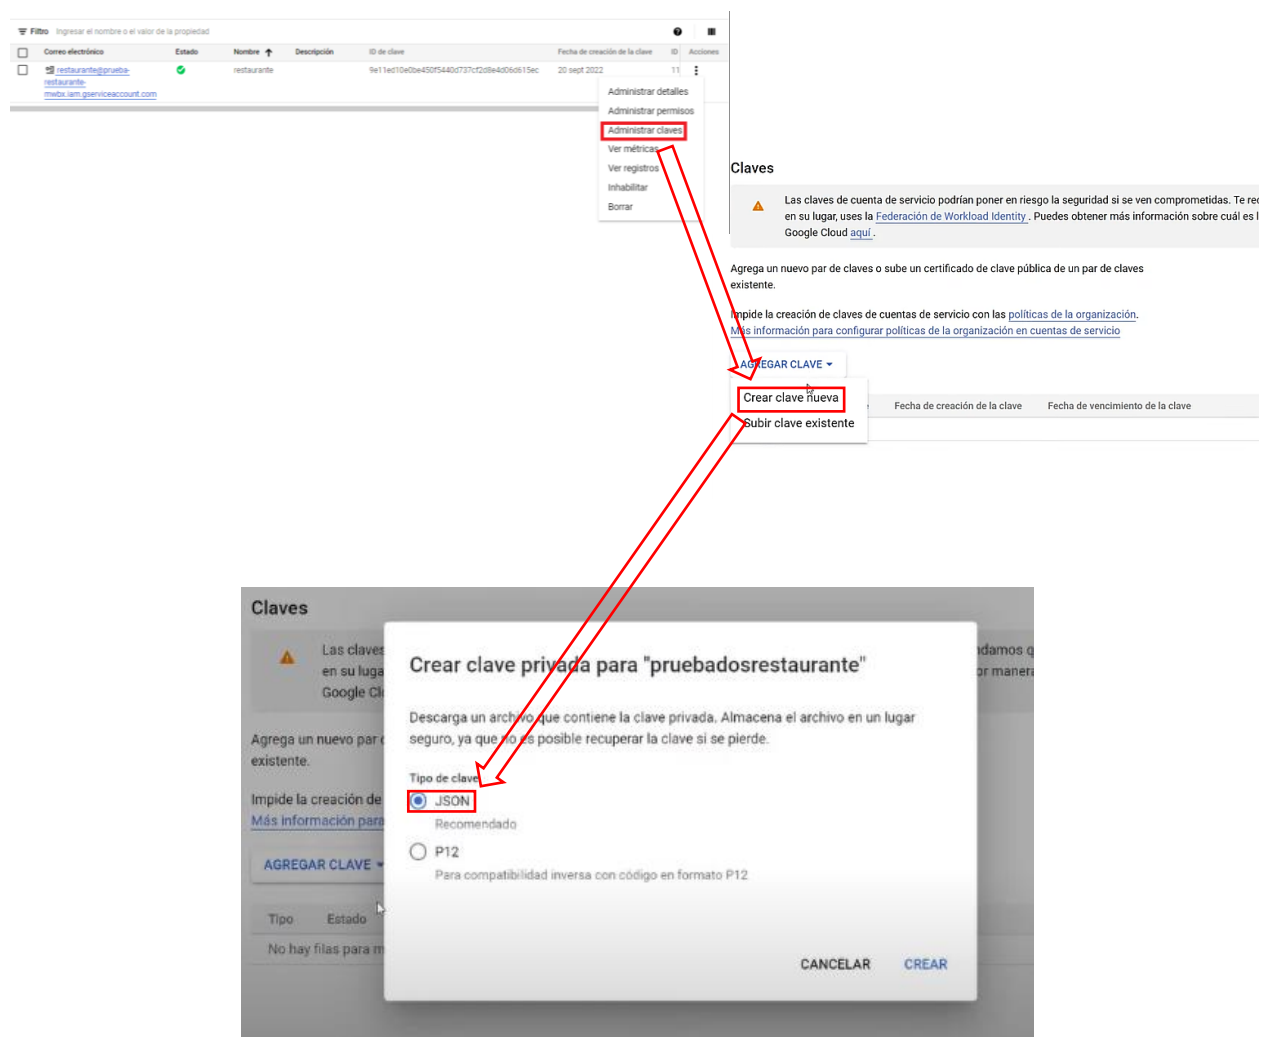 Filtro Ingresar el nombre o el valor de la propiedad
Correo electrónico Estado Nombre Descripción ID de clave Fecha de creación de la clave ID Acciones
restaurante@prueba- restaurante 9e11ed10e0be450f5440d737cf2d8e4d06d615ec 20 sept 2022 11
restaurante-
mwbx.iam.gserviceaccount.com
Administrar detalles
Administrar permisos
Administrar claves
Ver métricas
Ver registros
Inhabilitar
Borrar
Claves
Las claves de cuenta de servicio podrían poner en riesgo la seguridad si se ven comprometidas. Te rec
en su lugar, uses la Federación de Workload Identity . Puedes obtener más información sobre cuál es l
Google Cloud aquí .
Agrega un nuevo par de claves o sube un certificado de clave pública de un par de claves
existente.
Impide la creación de claves de cuentas de servicio con las políticas de la organización.
Más información para configurar políticas de la organización en cuentas de servicio
AGREGAR CLAVE
Crear clave nueva
Fecha de creación de la clave Fecha de vencimiento de la clave
Subir clave existente
Claves
Las claves
en su luga
Google Clo
ndamos q
or manera
Agrega un nuevo par d
existente.
Impide la creación de
Más información para
AGREGAR CLAVE
Tipo Estado
No hay filas para m
Crear clave privada para "pruebadosrestaurante"
Descarga un archivo que contiene la clave privada. Almacena el archivo en un lugar
seguro, ya que no es posible recuperar la clave si se pierde.
Tipo de clave
JSON
Recomendado
P12
Para compatibilidad inversa con código en formato P12
CANCELAR CREAR